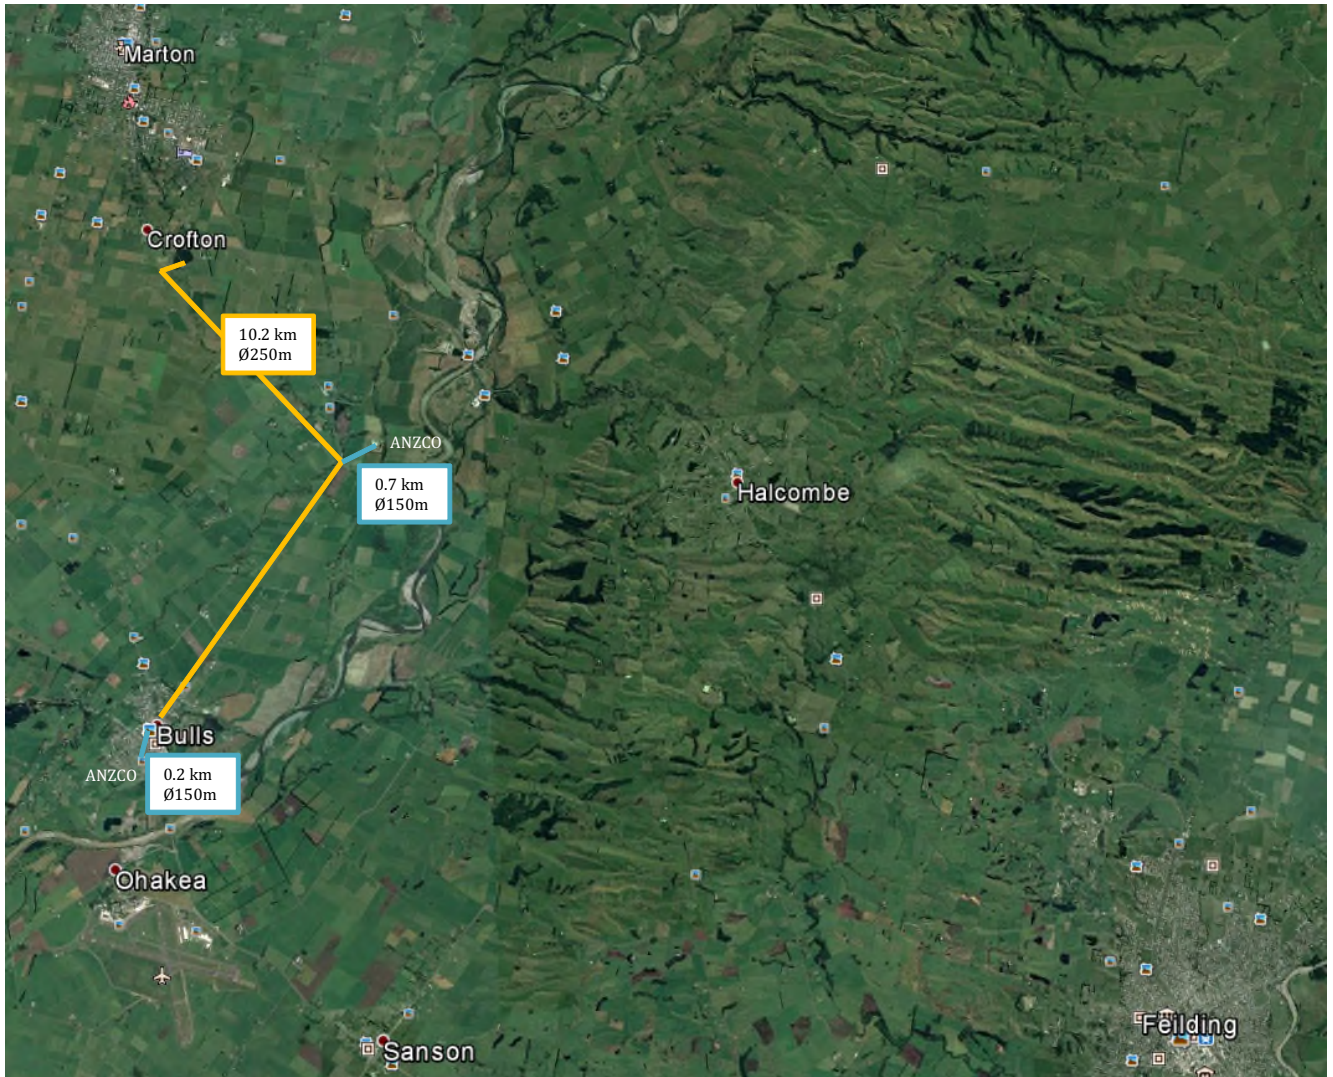 Marton
Crofton
10.2 km
Ø250m
ANZCO
0.7 km
Ø150m
Halcombe
Bulls
ANZCO
0.2 km
Ø150m
Ohakea
Sanson
Feilding